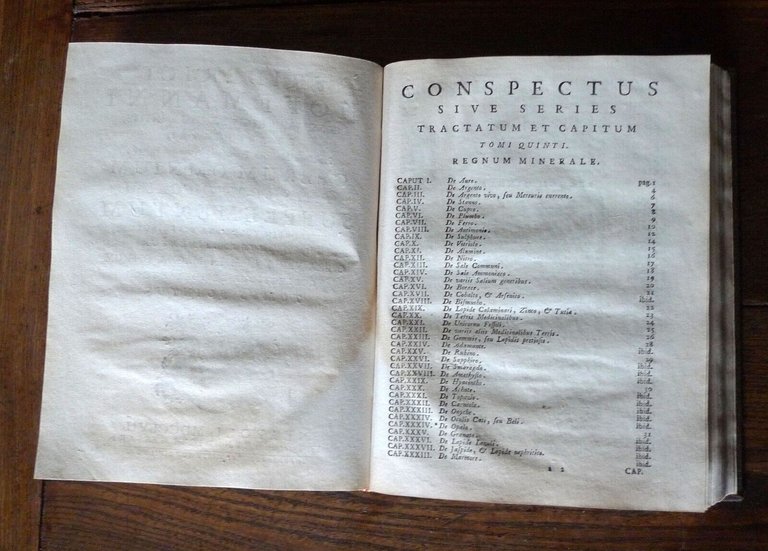 CONSPECTUS
SIVE SERIES
TRACTATUM ET CAPITUM
TOMI QUINTI.
REGNUM MINERALE.
CAPUT I. De Auro. pag.1
CAP.II. De Argento. 4
CAP.III. De Argento vivo, seu Mercurio currente. 6
CAP.IV. De Stanno. 7
CAP.V. De Cupro. 8
CAP.VI. De Plumbo. 9
CAP.VII. De Ferro. 9
CAP.VIII. De Antimonio. 10
CAP.IX. De Sulphure. 12
CAP.X. De Vitriolo. 14
CAP.XI. De Alumine. 15
CAP.XII. De Nitro. 16
CAP.XIII. De Sale Communi. 17
CAP.XIV. De Sale Ammoniaco. 18
CAP.XV. De variis Salium generibus. 19
CAP.XVI. De Borace. 20
CAP.XVII. De Cobalto, & Arsenico. 21
CAP.XVIII. De Bismutho. ibid.
CAP.XIX. De Lapide Calaminari, Zinco, & Tutia. 22
CAP.XX. De Terris Medicinalibus. 23
CAP.XXI. De Unicornu Fossili. 24
CAP.XXII. De variis aliis Medicinalibus Terris. 25
CAP.XXIII. De Gemmis, seu Lapides pretiosis. 26
CAP.XXIV. De Adamante. 28
CAP.XXV. De Rubino. ibid.
CAP.XXVI. De Sapphiro. 29
CAP.XXVII. De Smaragdo. ibid.
CAP.XXVIII. De Amethysto. ibid.
CAP.XXIX. De Hyacintho. ibid.
CAP.XXX. De Achate. 30
CAP.XXXI. De Topazio. ibid.
CAP.XXXII. De Carneola. ibid.
CAP.XXXIII. De Onyche. ibid.
CAP.XXXIV. De Oculo Cati, seu Beli. ibid.
CAP.XXXIV.* De Opalo. ibid.
CAP.XXXV. De Granato. 31
CAP.XXXVI. De Lapide Lazuli. ibid.
CAP.XXXVII. De Jaspide, & Lapide nephritico. ibid.
CAP.XXXIII. De Marmore. ibid.
a 2 CAP.